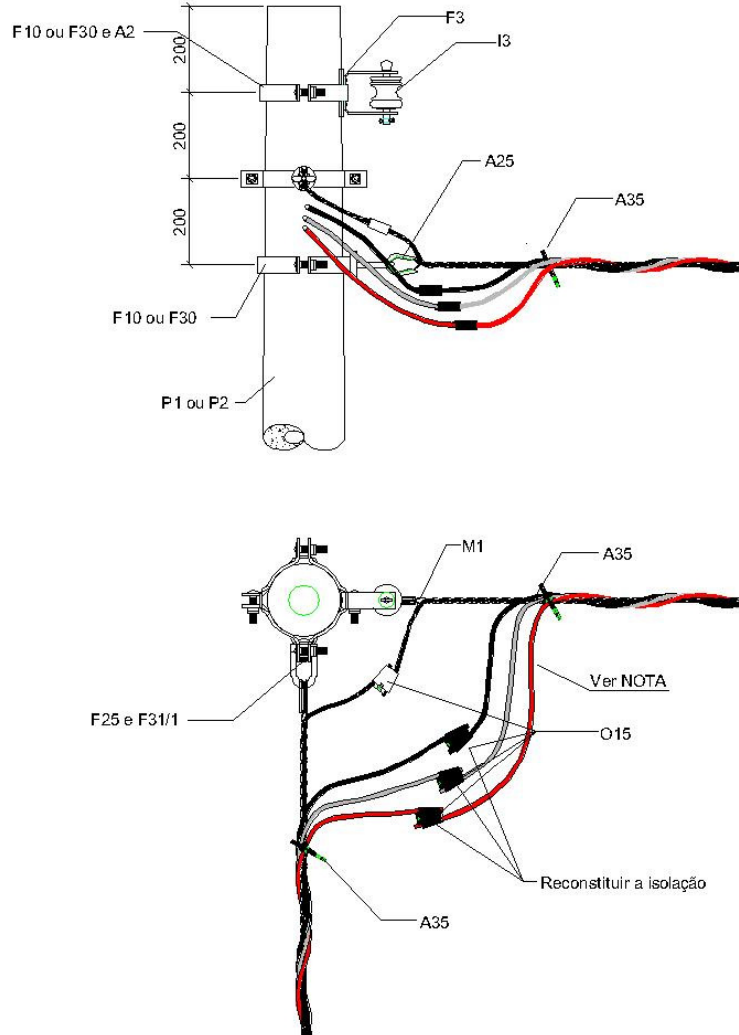 F3
F10 ou F30 e A2
I3
200
200
A25
A35
200
F10 ou F30
P1 ou P2
M1
A35
Ver NOTA
F25 e F31/1
O15
Reconstituir a isolação
A35